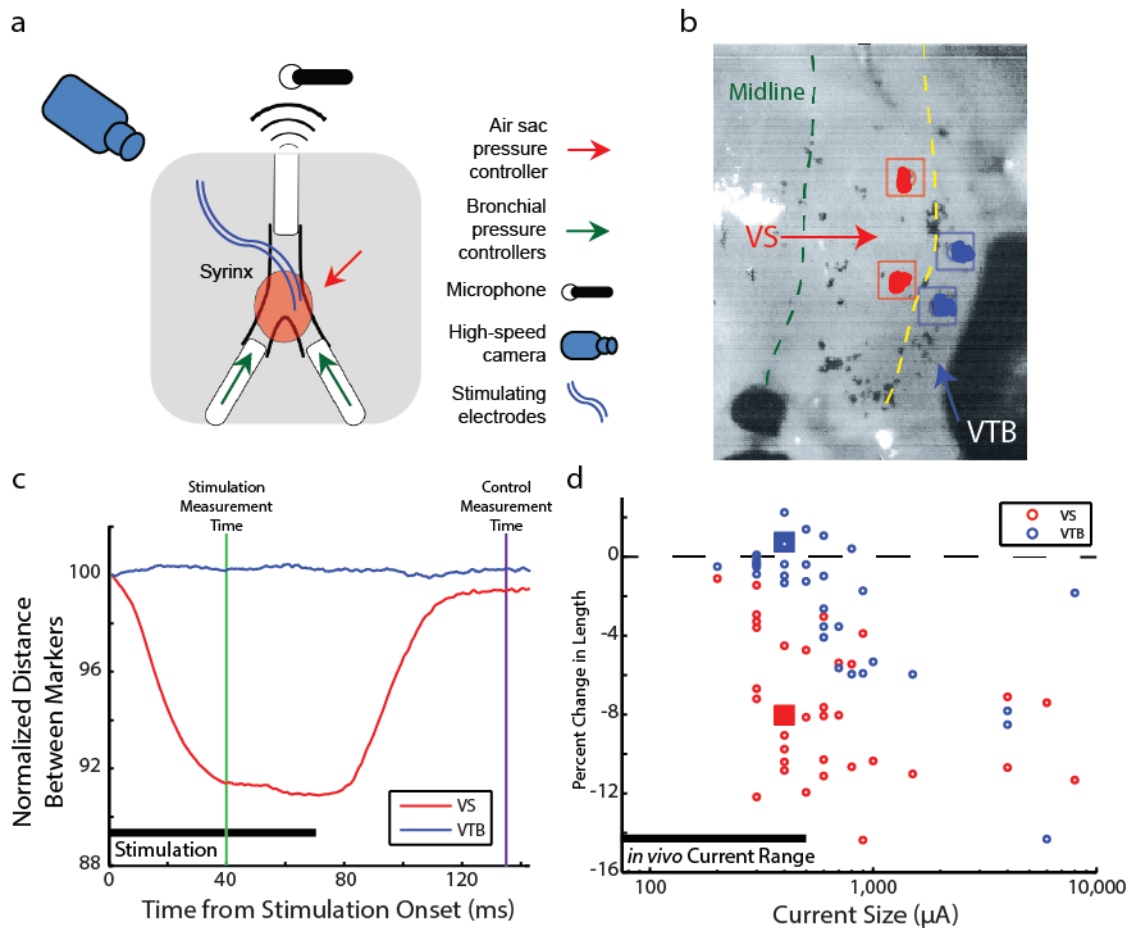 a
Syrinx
Air sac
pressure
controller
Bronchial
pressure
controllers
Microphone
High-speed
camera
Stimulating
electrodes
b
Midline
VS
VTB
c
Stimulation
Measurement
Time
Control
Measurement
Time
Normalized Distance
Between Markers
100
96
92
88
VS
VTB
Stimulation
0
40
80
120
Time from Stimulation Onset (ms)
d
VS
VTB
Percent Change in Length
0
-4
-8
-12
-16
in vivo Current Range
100
1,000
10,000
Current Size (μA)